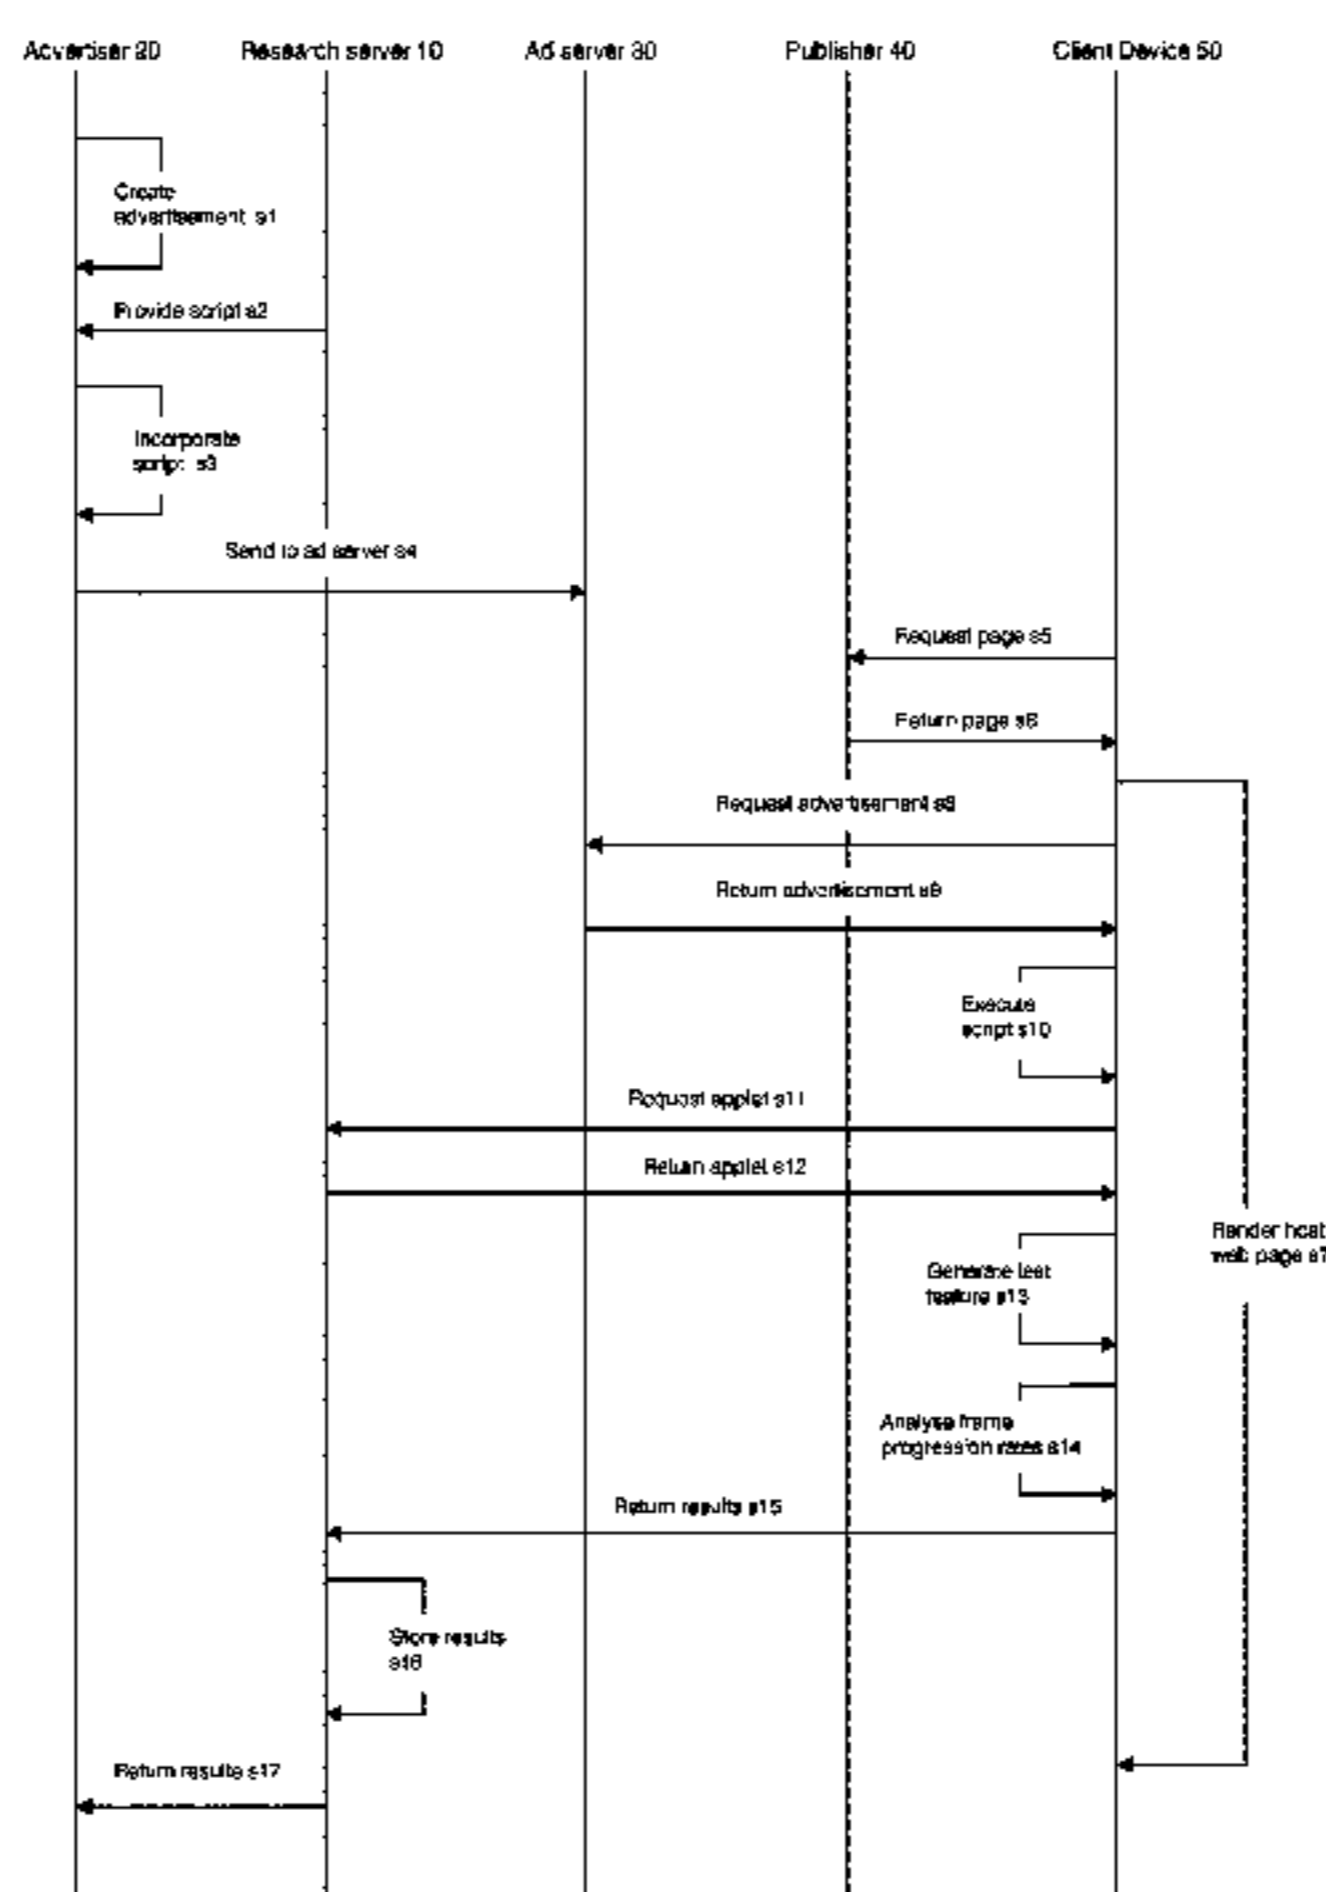 Advertiser 20
Research server 10
Ad server 30
Publisher 40
Client Device 50
Create
advertisement s1
Provide script s2
Incorporate
script s3
Send to ad server s4
Request page s5
Return page s6
Request advertisement s8
Return advertisement s9
Execute
script s10
Request applet s11
Return applet s12
Render host
web page s7
Generate test
feature s13
Analyse frame
progression rates s14
Return results s15
Store results
s16
Return results s17